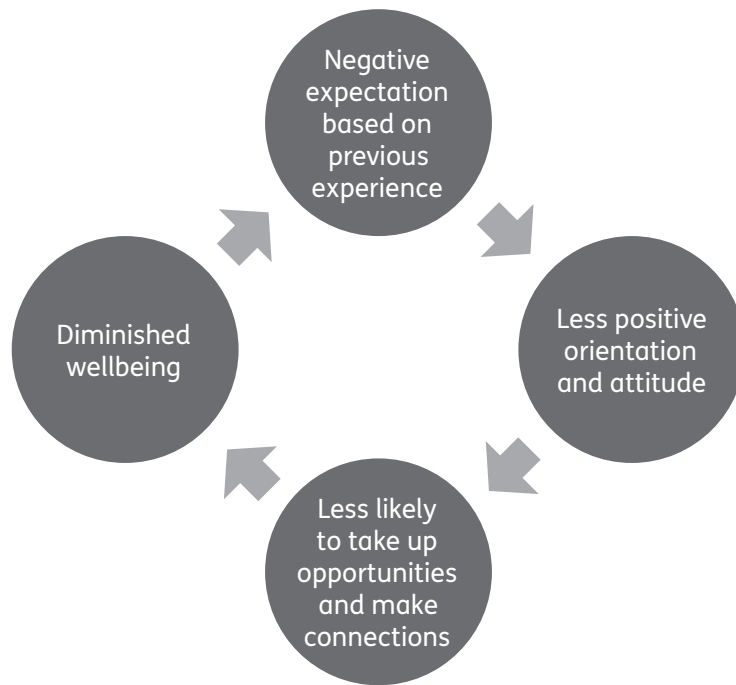 Negative
expectation
based on
previous
experience
Less positive
orientation
and attitude
Less likely
to take up
opportunities
and make
connections
Diminished
wellbeing